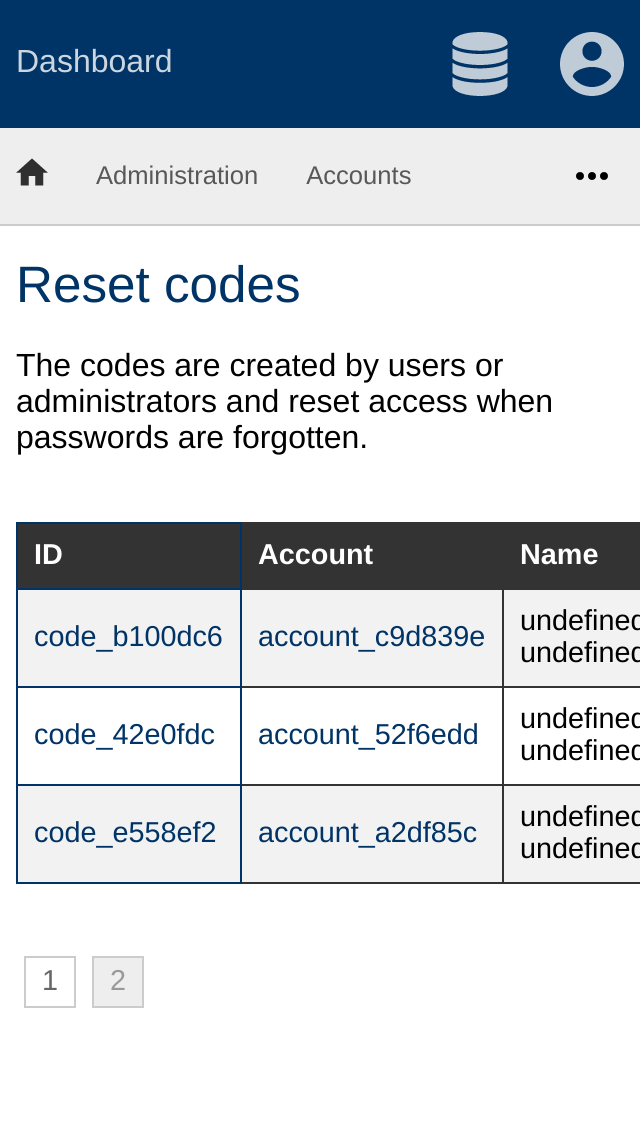 Dashboard
Administration Accounts
Reset codes
The codes are created by users or
administrators and reset access when
passwords are forgotten.
ID Account Name
code_b100dc6 account_c9d839e undefined
undefined
code_42e0fdc account_52f6edd undefined
undefined
code_e558ef2 account_a2df85c undefined
undefined
1 2